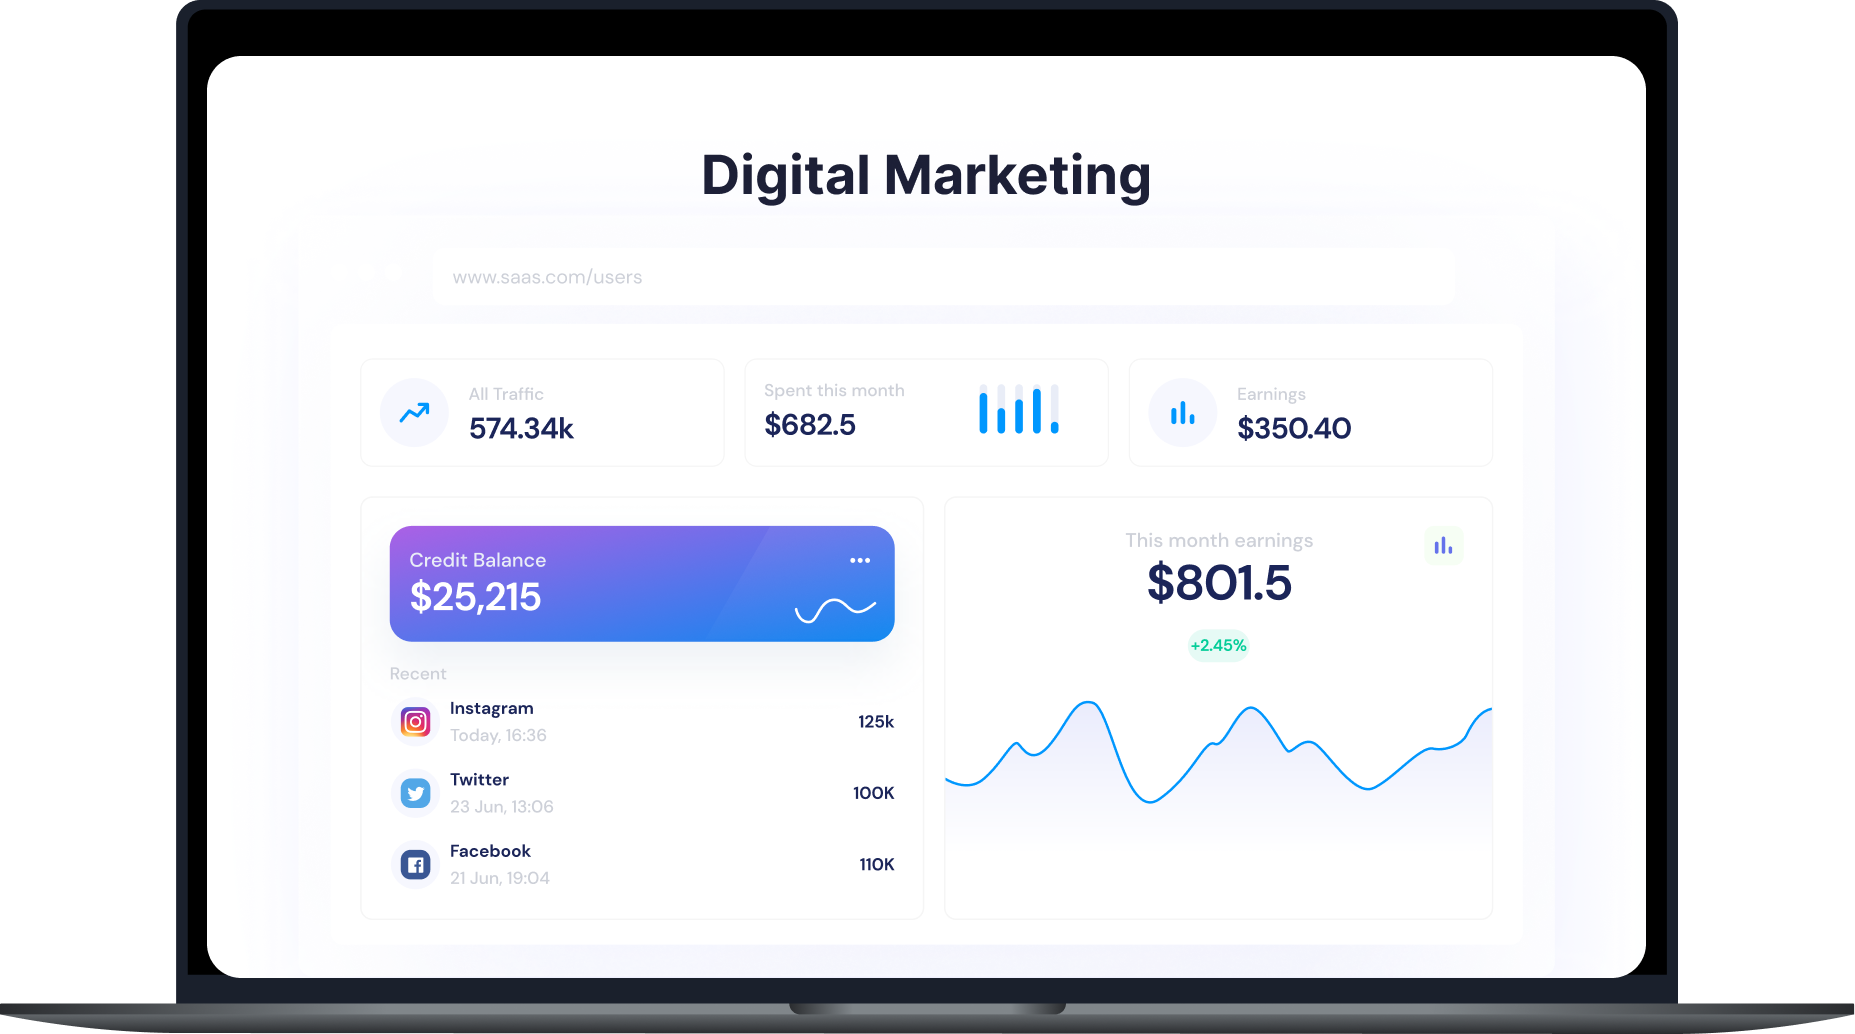 Digital Marketing
www.saas.com/users
All Traffic
574.34k
Spent this month
$682.5
Earnings
$350.40
Credit Balance
$25,215
Recent
Instagram
Today, 16:36
125k
Twitter
23 Jun, 13:06
100K
Facebook
21 Jun, 19:04
110K
This month earnings
$801.5
+2.45%